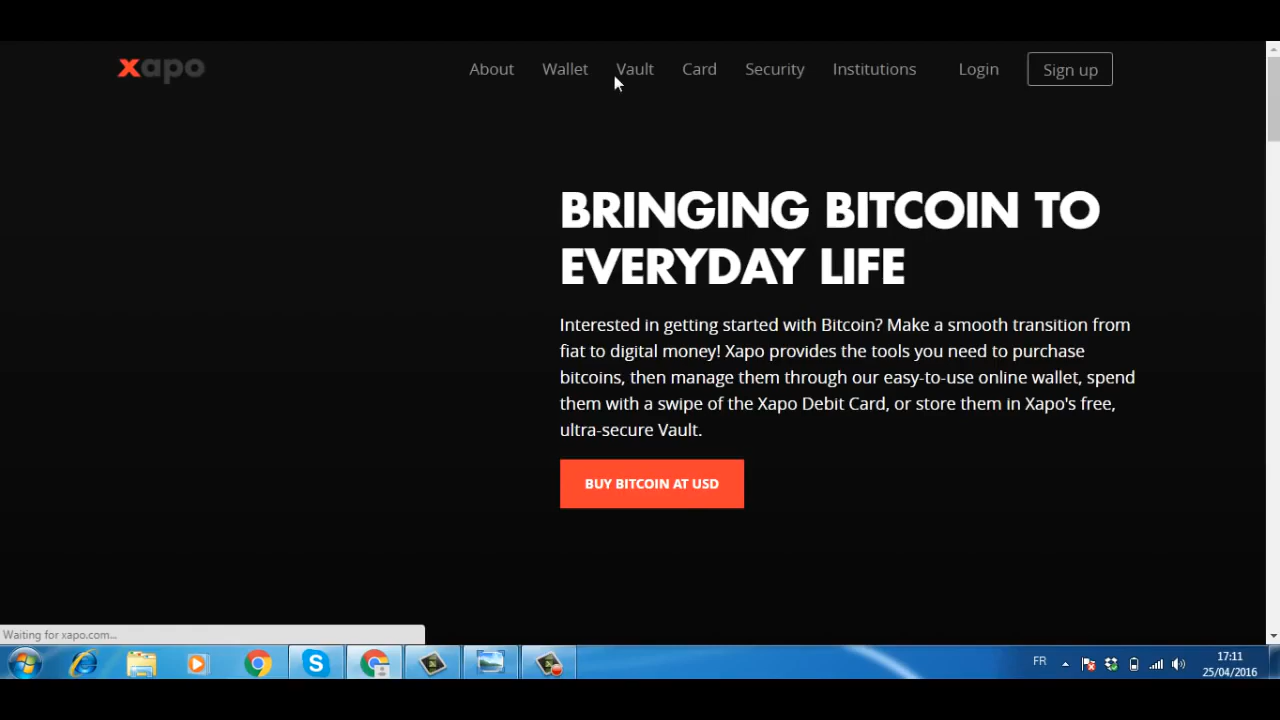 xapo
About Wallet Vault Card Security Institutions Login Sign up
BRINGING BITCOIN TO
EVERYDAY LIFE
Interested in getting started with Bitcoin? Make a smooth transition from
fiat to digital money! Xapo provides the tools you need to purchase
bitcoins, then manage them through our easy-to-use online wallet, spend
them with a swipe of the Xapo Debit Card, or store them in Xapo's free,
ultra-secure Vault.
BUY BITCOIN AT USD
Waiting for xapo.com...
FR
17:11
25/04/2016